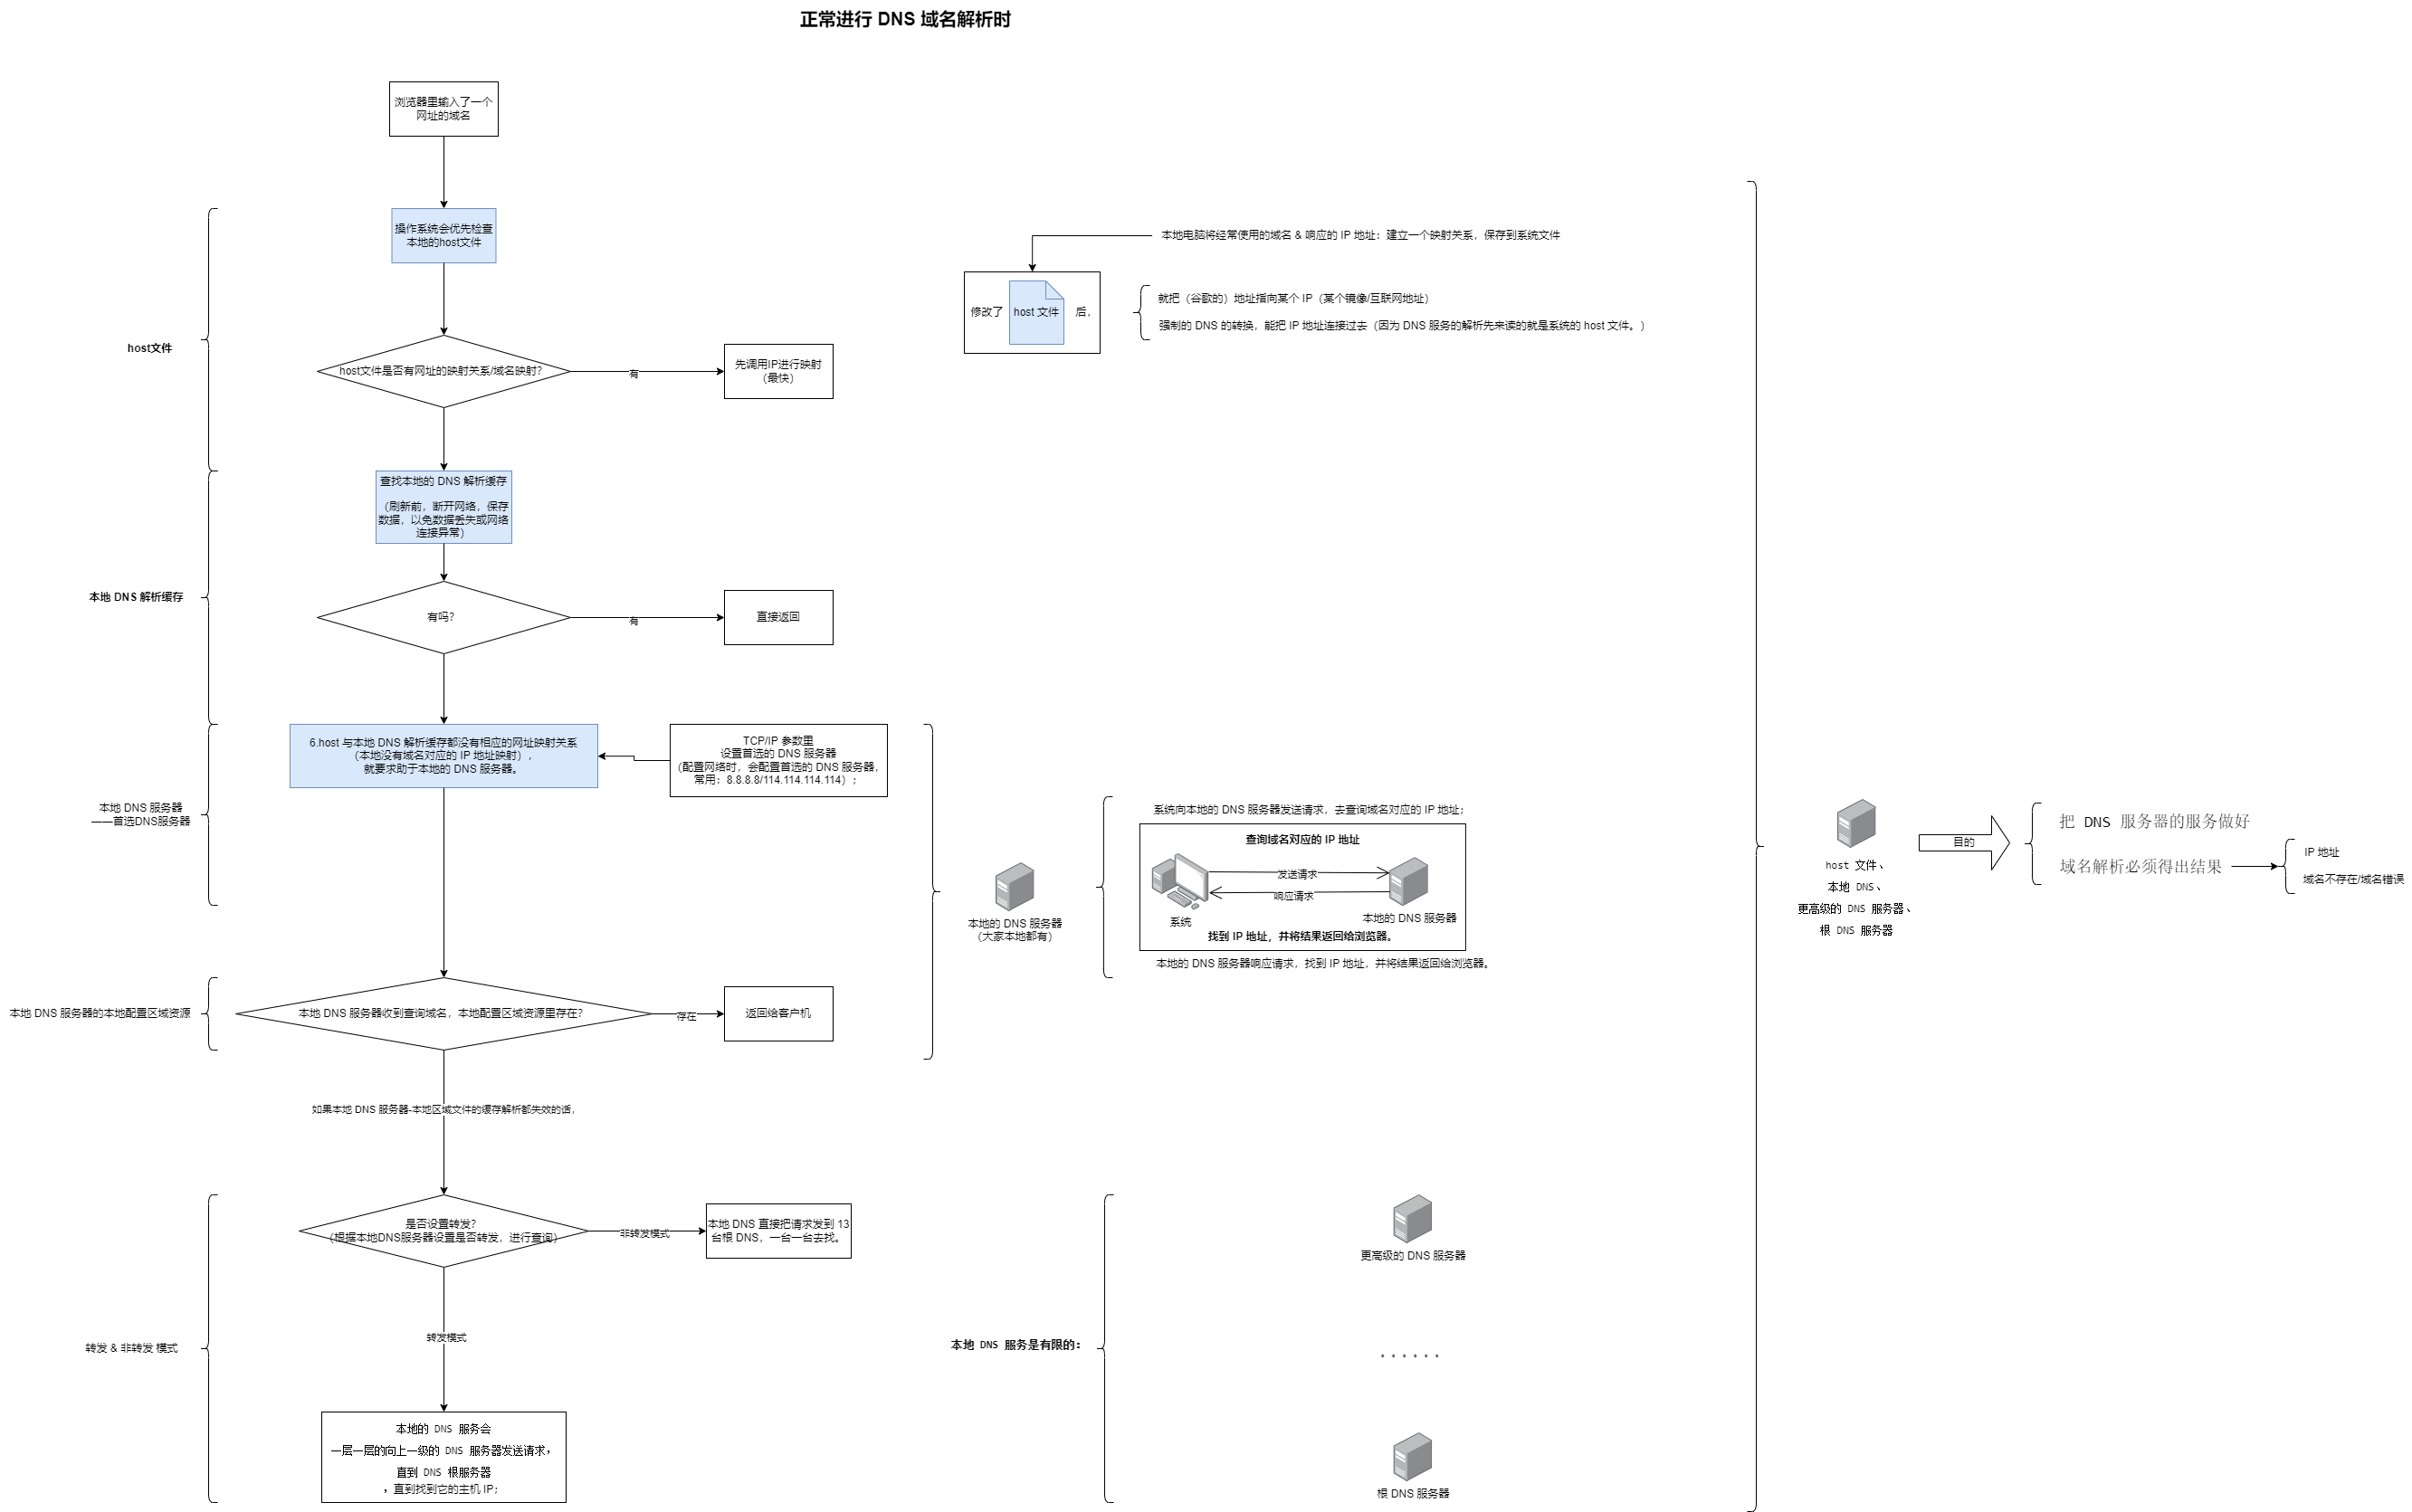 正常进行 DNS 域名解析时
浏览器里输入了一个
网址的域名
操作系统会优先检查
本地的host文件
host文件
host文件是否有网址的映射关系/域名映射?
有
先调用IP进行映射
（最快）
本地电脑将经常使用的域名 & 响应的 IP 地址：建立一个映射关系，保存到系统文件
修改了
host 文件
后，
就把（谷歌的）地址指向某个 IP（某个镜像/互联网地址）
强制的 DNS 的转换，能把 IP 地址连接过去（因为 DNS 服务的解析先来读的就是系统的 host 文件。）
查找本地的 DNS 解析缓存
（刷新前，断开网络，保存
数据，以免数据丢失或网络
连接异常）
本地 DNS 解析缓存
有吗?
有
直接返回
6.host 与本地 DNS 解析缓存都没有相应的网址映射关系
（本地没有域名对应的 IP 地址映射），
就要求助于本地的 DNS 服务器。
TCP/IP 参数里
设置首选的 DNS 服务器
（配置网络时，会配置首选的 DNS 服务器，
常用：8.8.8.8/114.114.114.114）；
本地 DNS 服务器
——首选DNS服务器
本地的 DNS 服务器
（大家本地都有）
系统向本地的 DNS 服务器发送请求，去查询域名对应的 IP 地址；
查询域名对应的 IP 地址
发送请求
响应请求
系统
本地的 DNS 服务器
找到 IP 地址，并将结果返回给浏览器。
本地的 DNS 服务器响应请求，找到 IP 地址，并将结果返回给浏览器。
host 文件、
本地 DNS、
更高级的 DNS 服务器、
根 DNS 服务器
目的
把 DNS 服务器的服务做好
域名解析必须得出结果
IP 地址
域名不存在/域名错误
本地 DNS 服务器的本地配置区域资源
本地 DNS 服务器收到查询域名，本地配置区域资源里存在?
存在
返回给客户机
如果本地 DNS 服务器-本地区域文件的缓存解析都失效的话，
是否设置转发?
（根据本地DNS服务器设置是否转发，进行查询）
非转发模式
本地 DNS 直接把请求发到 13
台根 DNS，一台一台去找。
转发模式
转发 & 非转发 模式
本地的 DNS 服务会
一层一层的向上一级的 DNS 服务器发送请求，
直到 DNS 根服务器
，直到找到它的主机 IP；
本地 DNS 服务是有限的：
更高级的 DNS 服务器
······
根 DNS 服务器